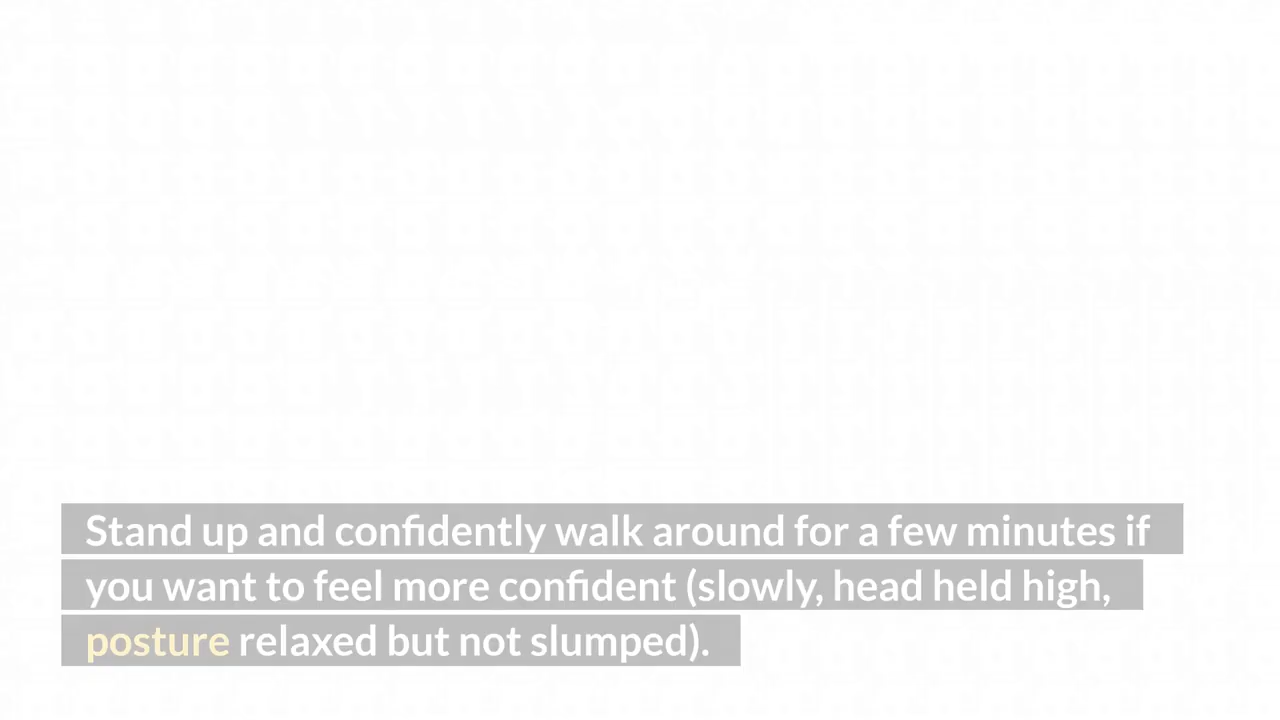 Stand up and confidently walk around for a few minutes if
you want to feel more confident (slowly, head held high,
posture relaxed but not slumped).